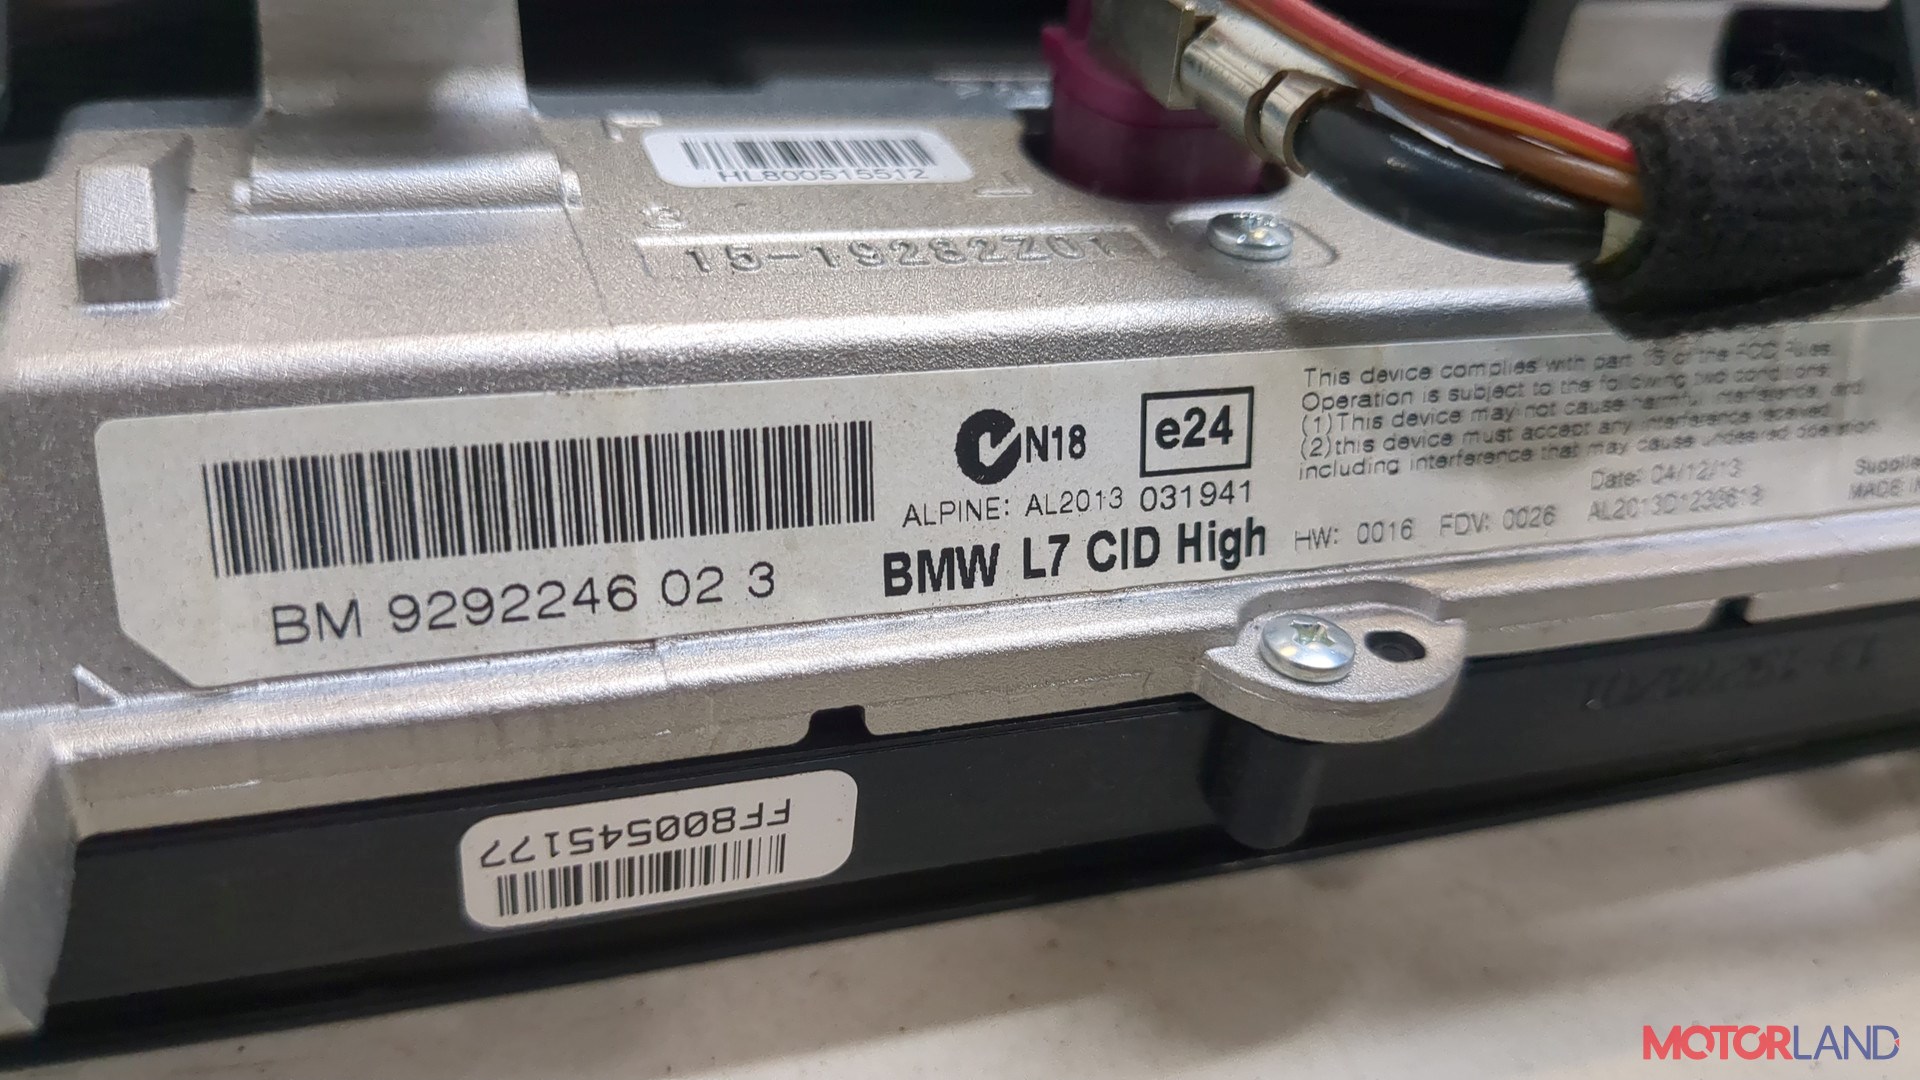 HL800515512
15-19282Z01
N18
e24
ALPINE: AL2013 031941
BMW L7 CID High
BM 9292246 02 3
This device complies with part 15 of the FCC Rules.
Operation is subject to the following two conditions:
(1)This device may not cause harmful interference, and
(2)this device must accept any interference received,
including interference that may cause undesired operation.
Date: 04/12/13
HW: 0016 FDV: 0026
MADE IN
FF800545177
MOTORLAND